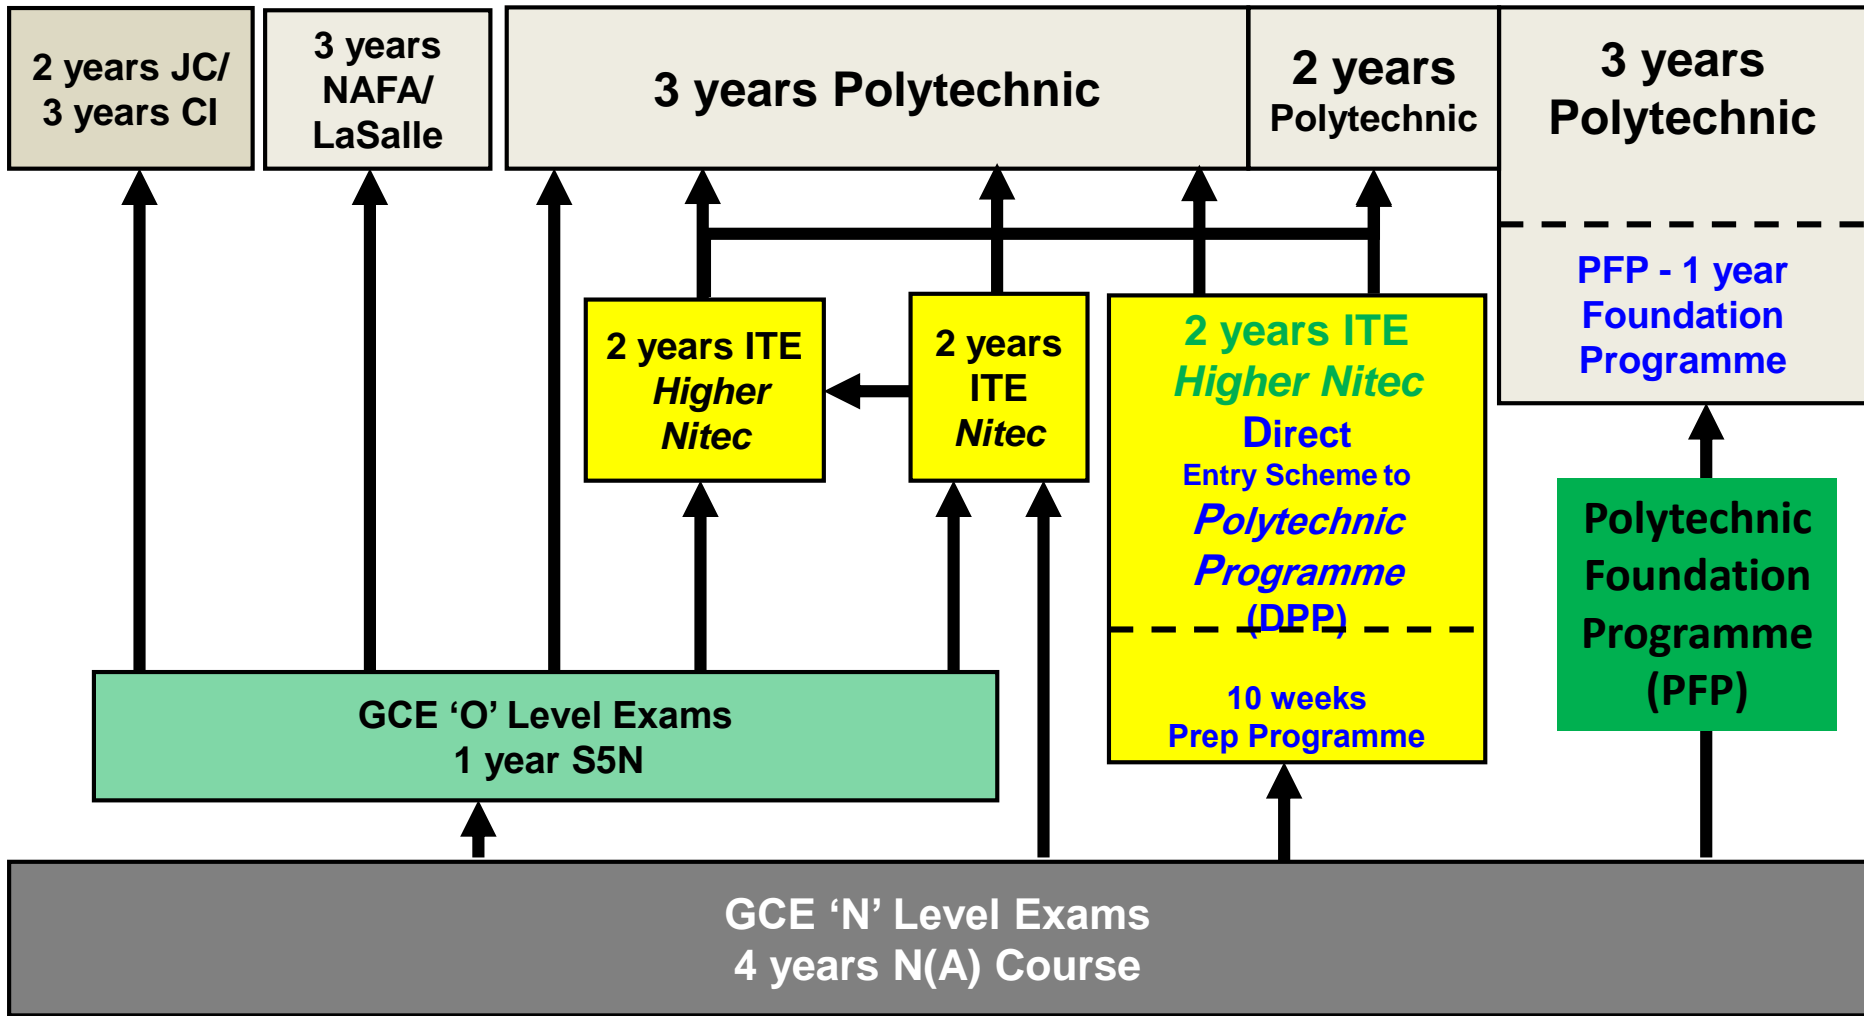 2 years JC/
3 years CI
3 years
NAFA/
LaSalle
3 years Polytechnic
2 years
Polytechnic
3 years
Polytechnic
PFP - 1 year
Foundation
Programme
2 years ITE
Higher
Nitec
2 years
ITE
Nitec
2 years ITE
Higher Nitec
Direct
Entry Scheme to
Polytechnic
Programme
(DPP)
10 weeks
Prep Programme
Polytechnic
Foundation
Programme
(PFP)
GCE ‘O’ Level Exams
1 year S5N
GCE ‘N’ Level Exams
4 years N(A) Course